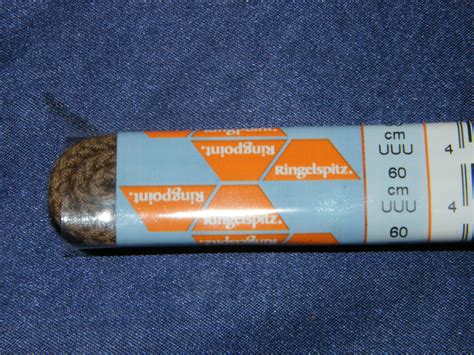 Ringpoint.
Ringelspitz.
Ringpoint.
Ringelspitz.
cm
UUU
60
cm
UUU
60
4
4